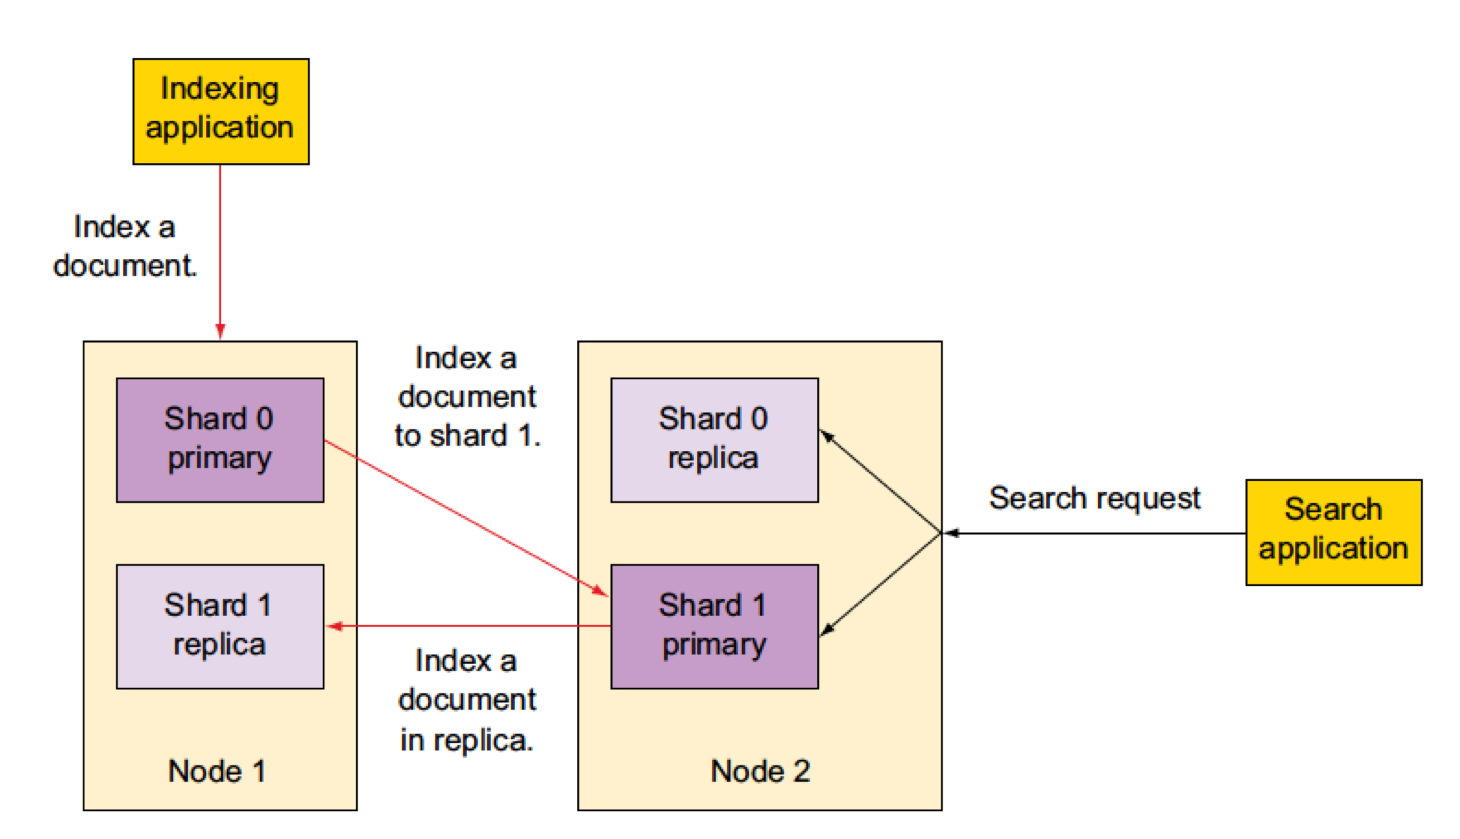 Indexing
application
Index a
document.
Index a
document
to shard 1.
Shard 0
primary
Shard 0
replica
Search request
Search
application
Shard 1
replica
Shard 1
primary
Index a
document
in replica.
Node 1
Node 2